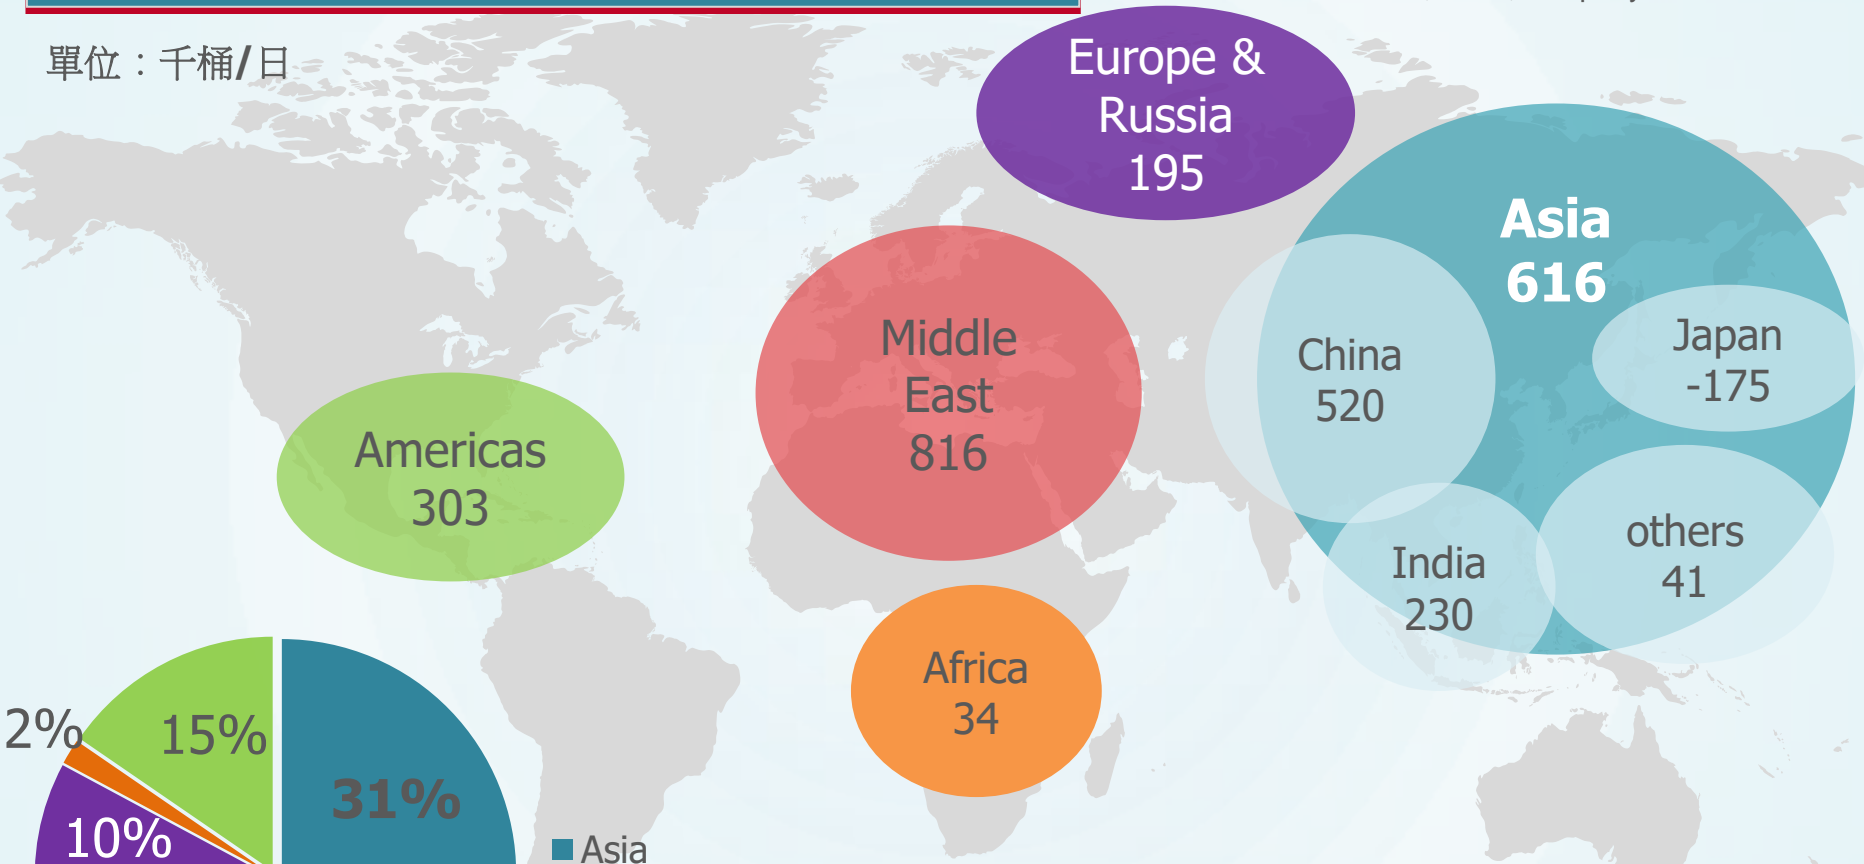 單位：千桶/日
Europe &
Russia
195
Asia
616
China
520
Japan
-175
India
230
others
41
Middle
East
816
Americas
303
Africa
34
2%
15%
31%
10%
Asia